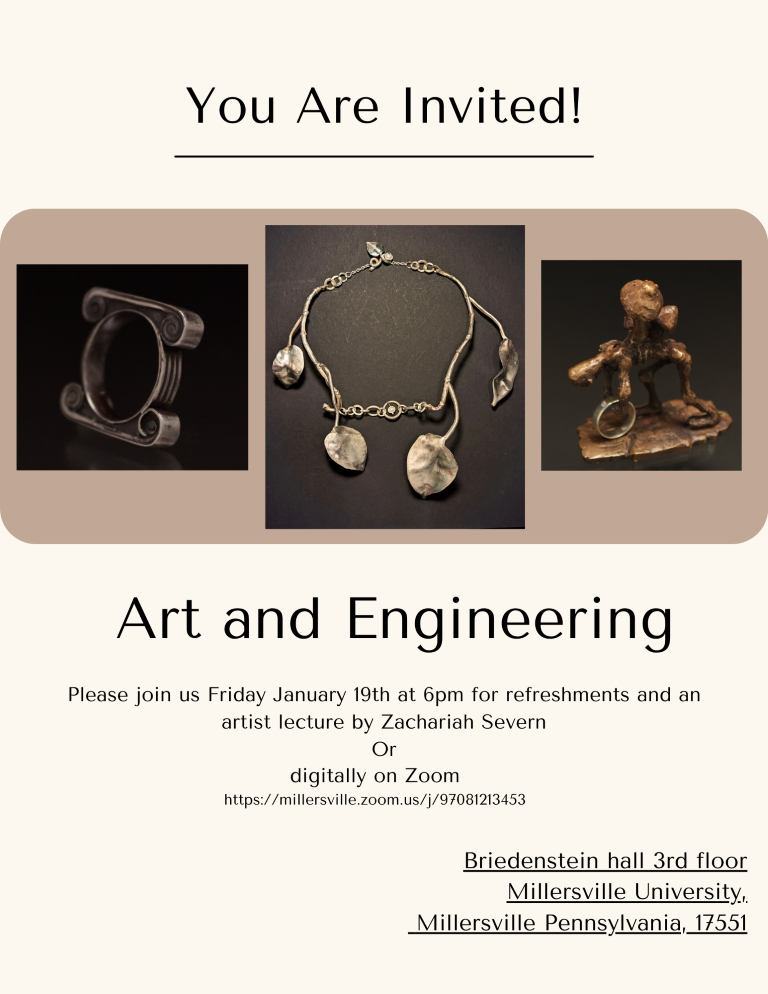 You Are Invited!
Art and Engineering
Please join us Friday January 19th at 6pm for refreshments and an
artist lecture by Zachariah Severn
Or
digitally on Zoom
https://millersville.zoom.us/j/97081213453
Briedenstein hall 3rd floor
Millersville University,
Millersville Pennsylvania, 17551